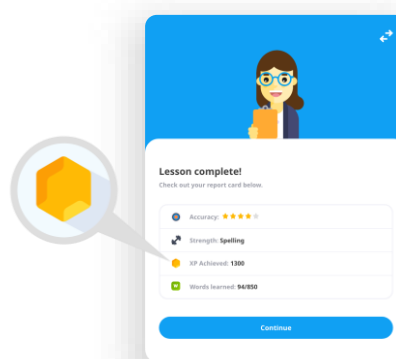 Lesson complete!
Check out your report card below.
Accuracy:
Strength: Spelling
XP Achieved: 1300
Words learned: 94/850
Continue